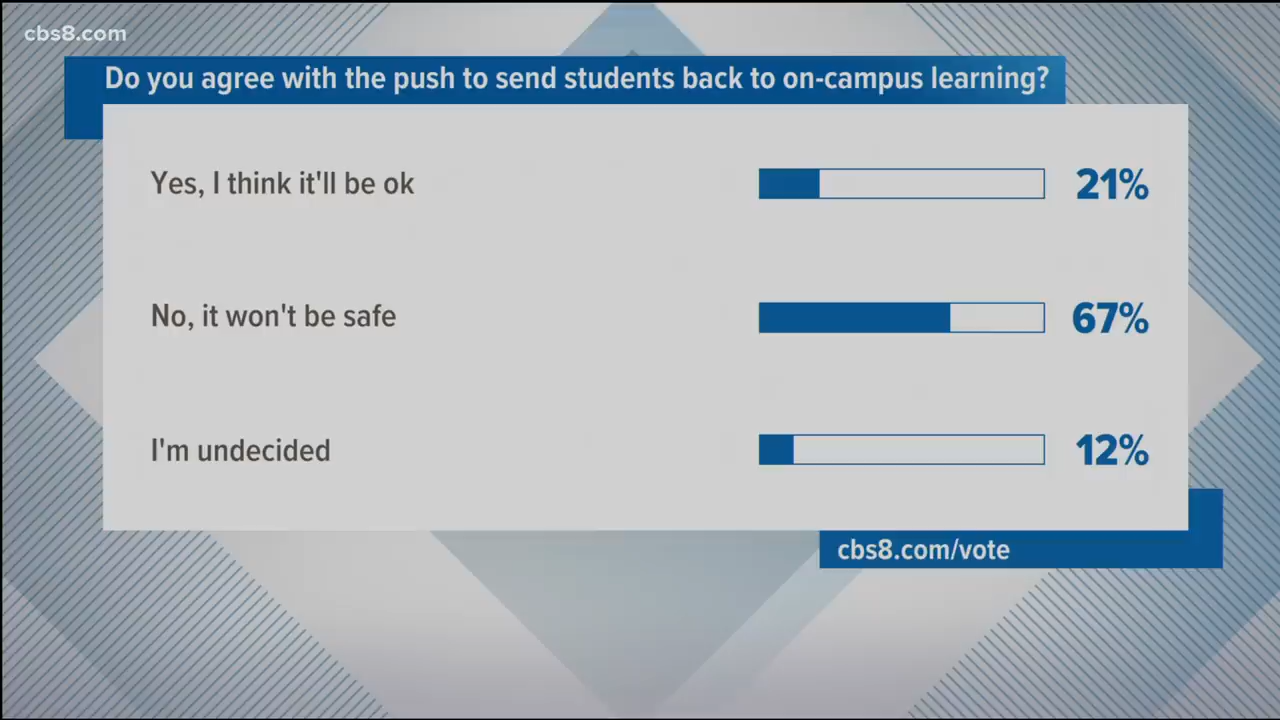 cbs8.com
Do you agree with the push to send students back to on-campus learning?
Yes, I think it'll be ok
21%
No, it won't be safe
67%
I'm undecided
12%
cbs8.com/vote